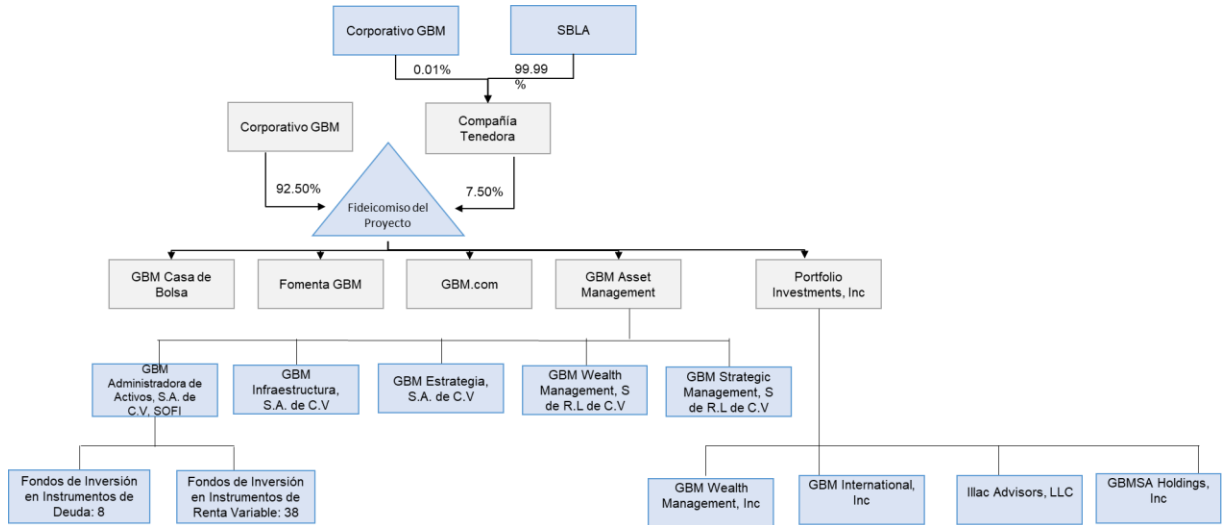 Corporativo GBM
SBLA
0.01%
99.99
%
Corporativo GBM
Compañía
Tenedora
92.50%
7.50%
Fideicomiso del
Proyecto
GBM Casa de
Bolsa
Fomenta GBM
GBM.com
GBM Asset
Management
Portfolio
Investments, Inc
GBM
Administradora de
Activos, S.A. de
C.V, SOFI
GBM
Infraestructura,
S.A. de C.V
GBM Estrategia,
S.A. de C.V
GBM Wealth
Management, S
de R.L de C.V
GBM Strategic
Management, S
de R.L de C.V
Fondos de Inversión
en Instrumentos de
Deuda: 8
Fondos de Inversión
en Instrumentos de
Renta Variable: 38
GBM Wealth
Management, Inc
GBM International,
Inc
Illac Advisors, LLC
GBMSA Holdings,
Inc